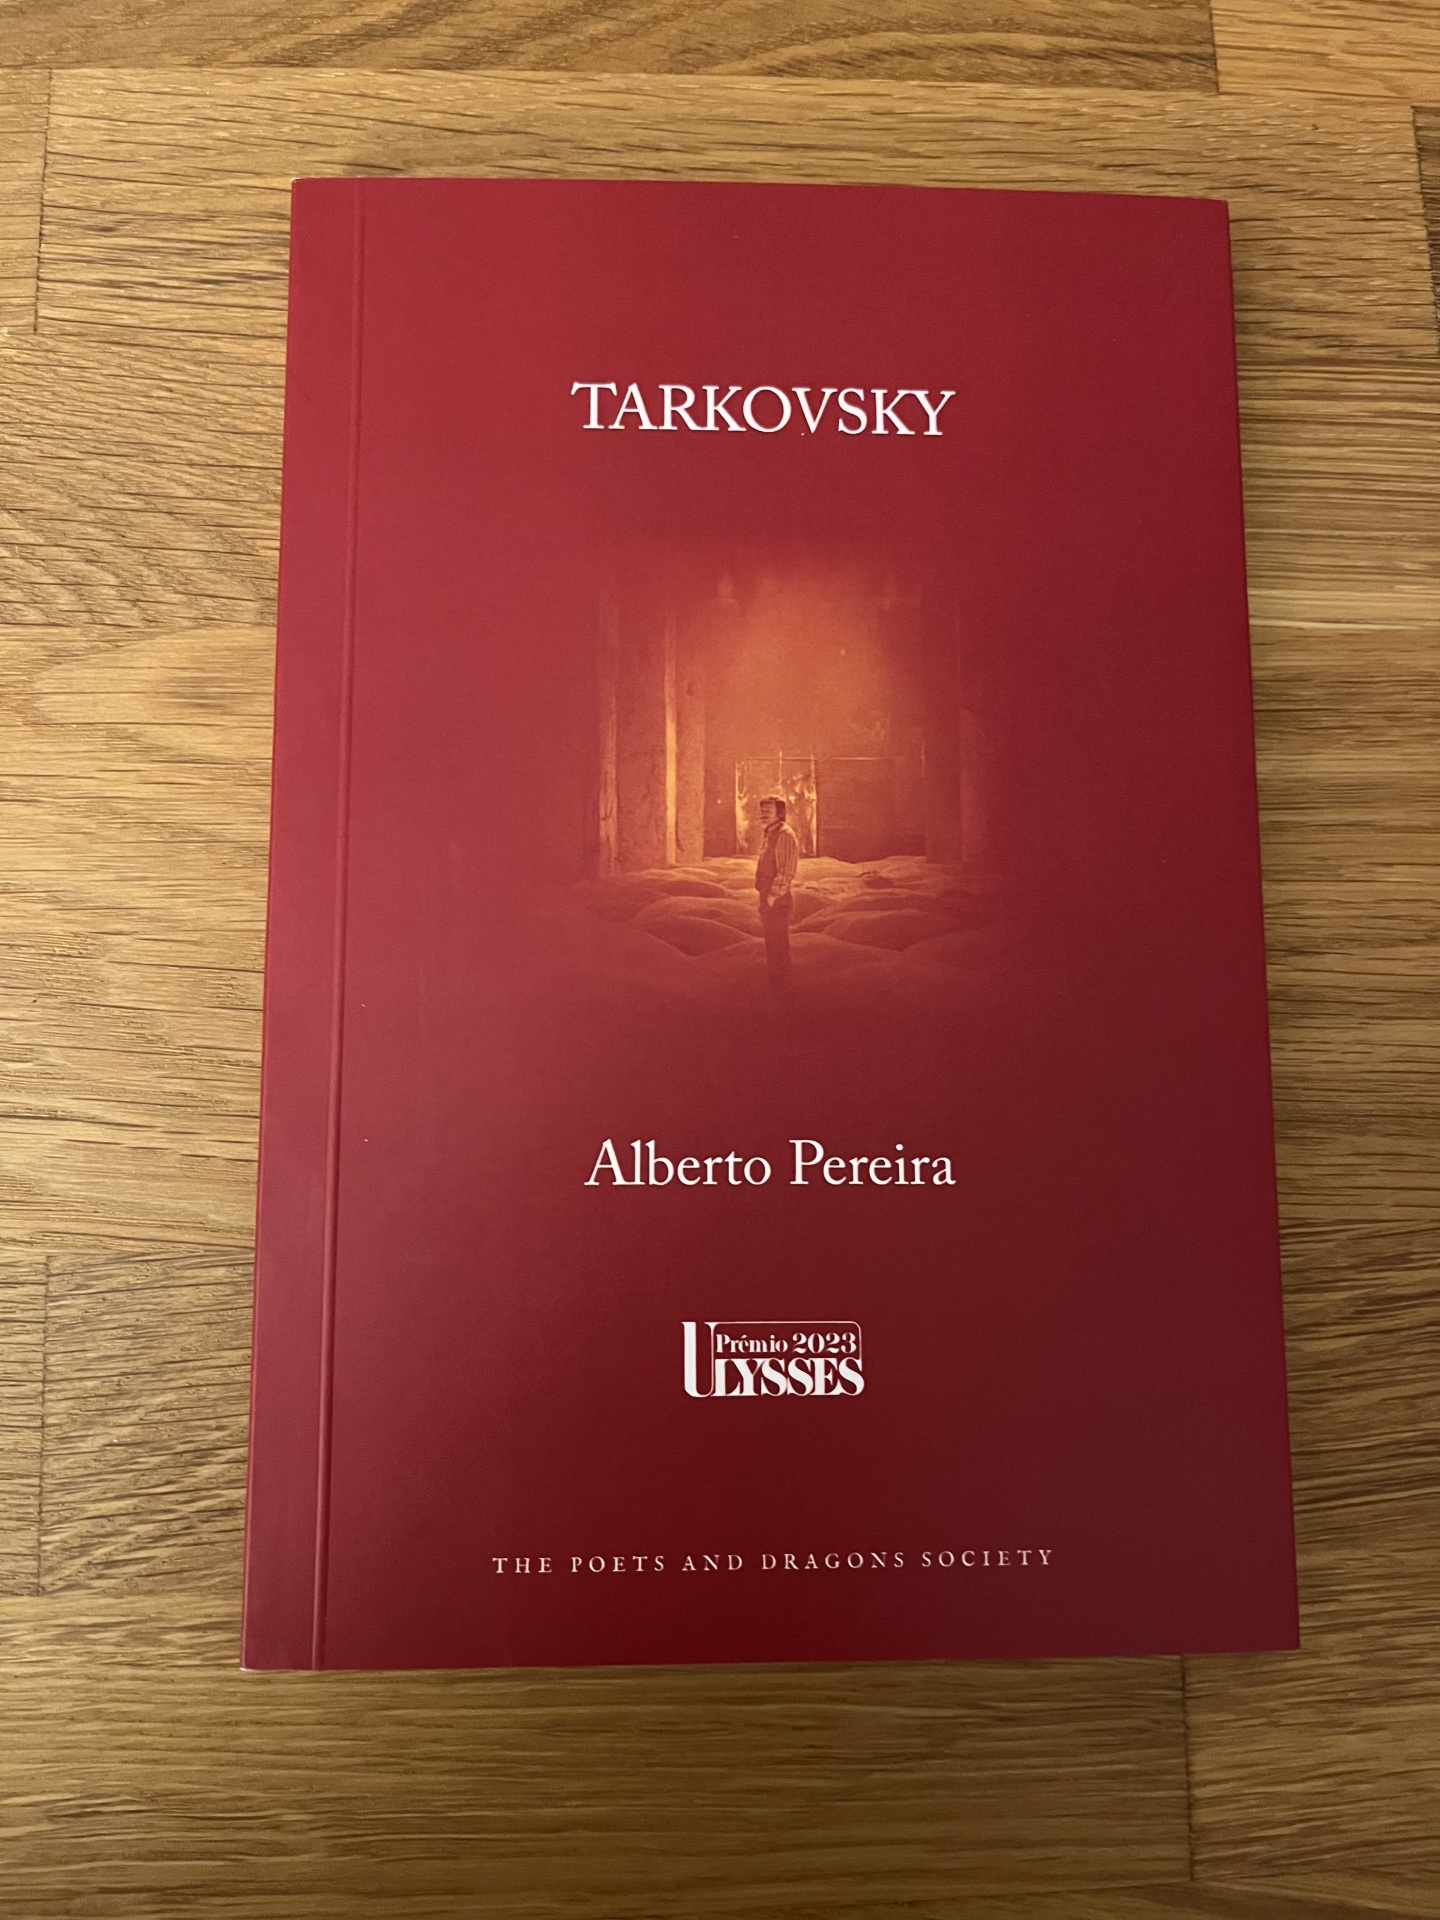 TARKOVSKY
Alberto Pereira
Prémio 2023
ULYSSES
THE POETS AND DRAGONS SOCIETY